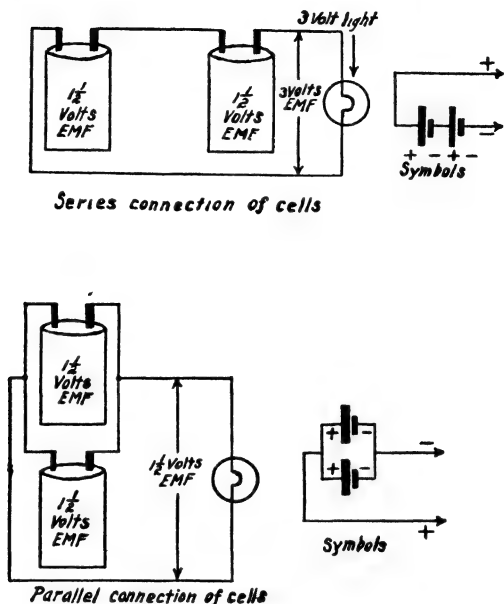 3 Volt light
1½
Volts
EMF
1½
Volts
EMF
3 Volts
EMF
+
−
+ − + −
Symbols
Series connection of cells
1½
Volts
EMF
1½
Volts
EMF
1½ Volts
EMF
+ −
+ −
−
+
Symbols
Parallel connection of cells